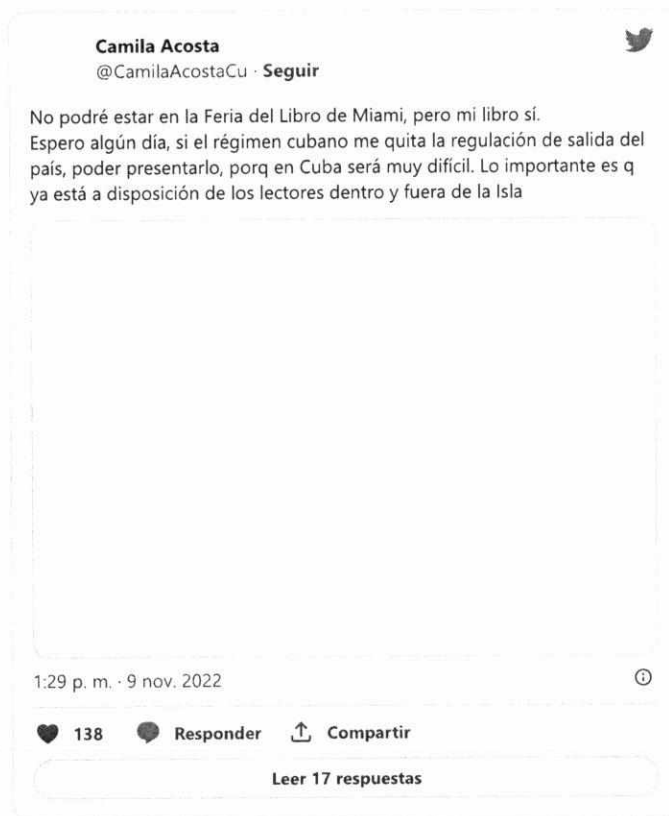 Camila Acosta
@CamilaAcostaCu · Seguir
No podré estar en la Feria del Libro de Miami, pero mi libro sí.
Espero algún día, si el régimen cubano me quita la regulación de salida del
país, poder presentarlo, porq en Cuba será muy difícil. Lo importante es q
ya está a disposición de los lectores dentro y fuera de la Isla
1:29 p. m. · 9 nov. 2022
138 Responder Compartir
Leer 17 respuestas